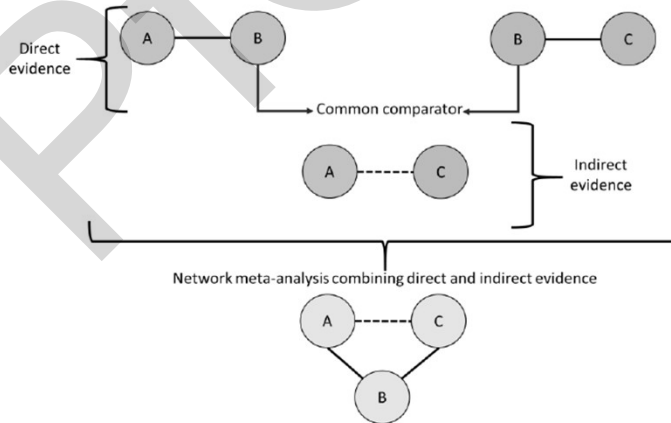 A
B
B
C
Direct
evidence
Common comparator
A
C
Indirect
evidence
Network meta-analysis combining direct and indirect evidence
A
C
B